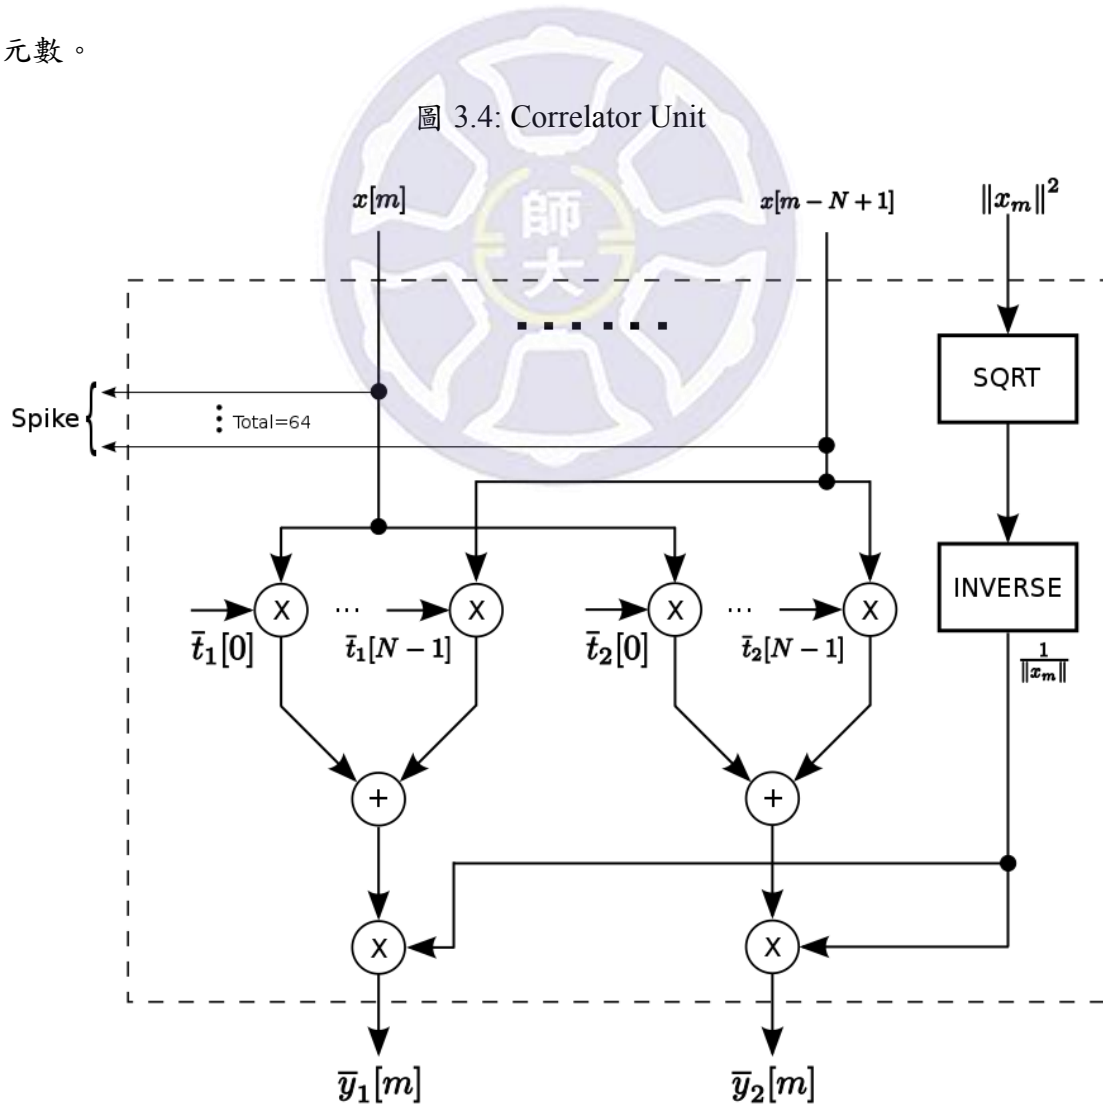 元數。
圖 3.4: Correlator Unit
x[m]
x[m − N + 1]
‖x_m‖²
師
大
......
SQRT
Spike {
⋮ Total=64
INVERSE
X
...
X
X
...
X
t̄₁[0]
t̄₁[N − 1]
t̄₂[0]
t̄₂[N − 1]
1/‖x_m‖
+
+
X
X
ȳ₁[m]
ȳ₂[m]